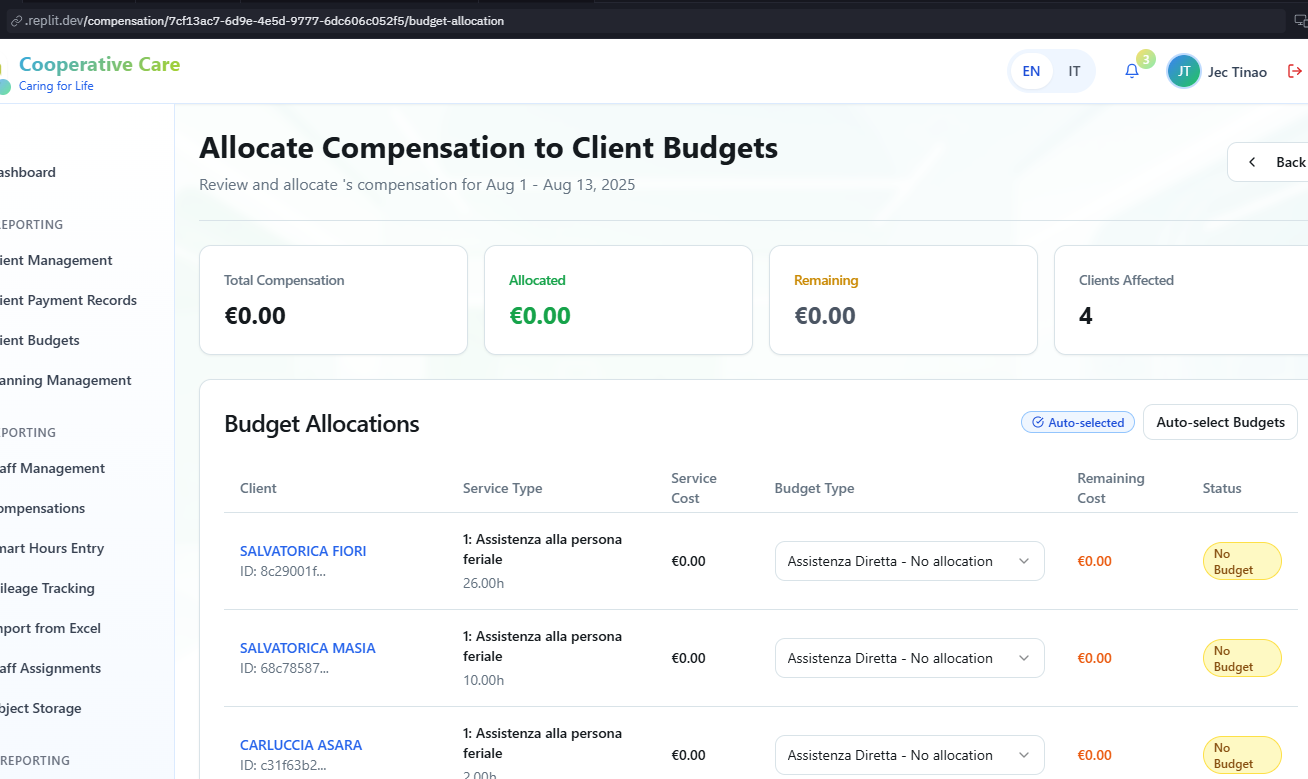 .replit.dev/compensation/7cf13ac7-6d9e-4e5d-9777-6dc606c052f5/budget-allocation
Cooperative Care
Caring for Life
EN IT
3
JT
Jec Tinao
ashboard
EPORTING
ient Management
ient Payment Records
ient Budgets
anning Management
PORTING
aff Management
ompensations
mart Hours Entry
ileage Tracking
mport from Excel
aff Assignments
bject Storage
REPORTING
Allocate Compensation to Client Budgets
Review and allocate 's compensation for Aug 1 - Aug 13, 2025
Back
Total Compensation
€0.00
Allocated
€0.00
Remaining
€0.00
Clients Affected
4
Budget Allocations
Auto-selected
Auto-select Budgets
Client Service Type Service Cost Budget Type Remaining Cost Status
SALVATORICA FIORI
ID: 8c29001f...
1: Assistenza alla persona
feriale
26.00h
€0.00
Assistenza Diretta - No allocation
€0.00
No
Budget
SALVATORICA MASIA
ID: 68c78587...
1: Assistenza alla persona
feriale
10.00h
€0.00
Assistenza Diretta - No allocation
€0.00
No
Budget
CARLUCCIA ASARA
ID: c31f63b2...
1: Assistenza alla persona
feriale
2.00h
€0.00
Assistenza Diretta - No allocation
€0.00
No
Budget